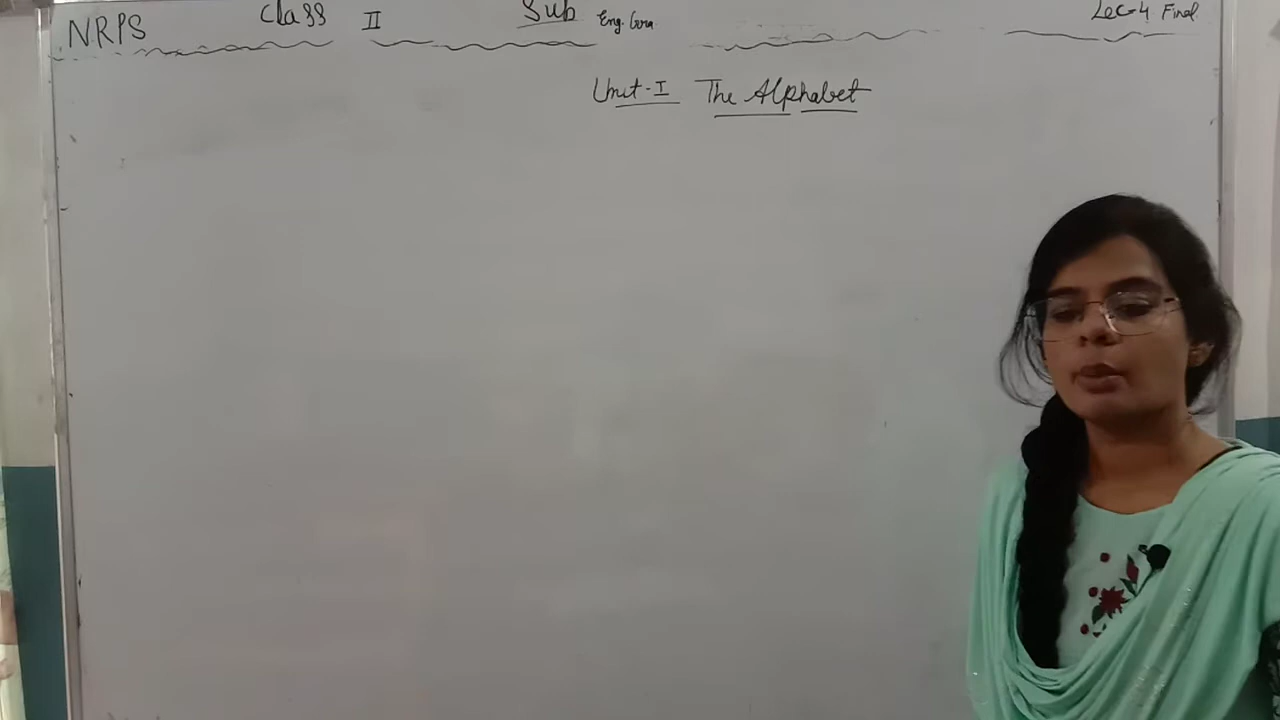 NRPS Class II Sub Eng. Gra Lec-4 Final
Unit-I The Alphabet